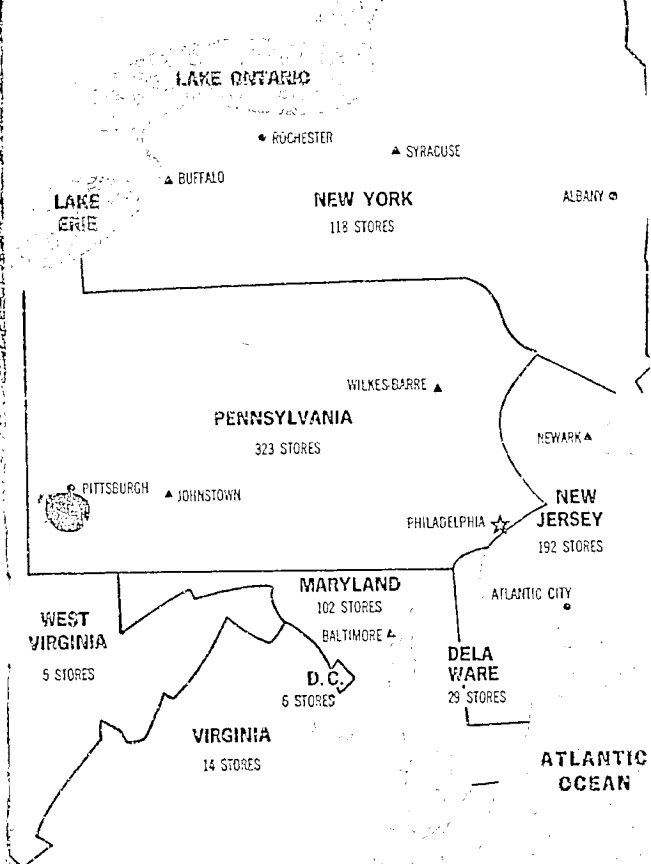 LAKE ONTARIO
ROCHESTER
SYRACUSE
BUFFALO
LAKE
ERIE
NEW YORK
118 STORES
ALBANY
WILKES-BARRE
PENNSYLVANIA
323 STORES
NEWARK
PITTSBURGH
JOHNSTOWN
PHILADELPHIA
NEW
JERSEY
192 STORES
MARYLAND
102 STORES
BALTIMORE
ATLANTIC CITY
WEST
VIRGINIA
5 STORES
D. C.
6 STORES
DELA
WARE
29 STORES
VIRGINIA
14 STORES
ATLANTIC
OCEAN